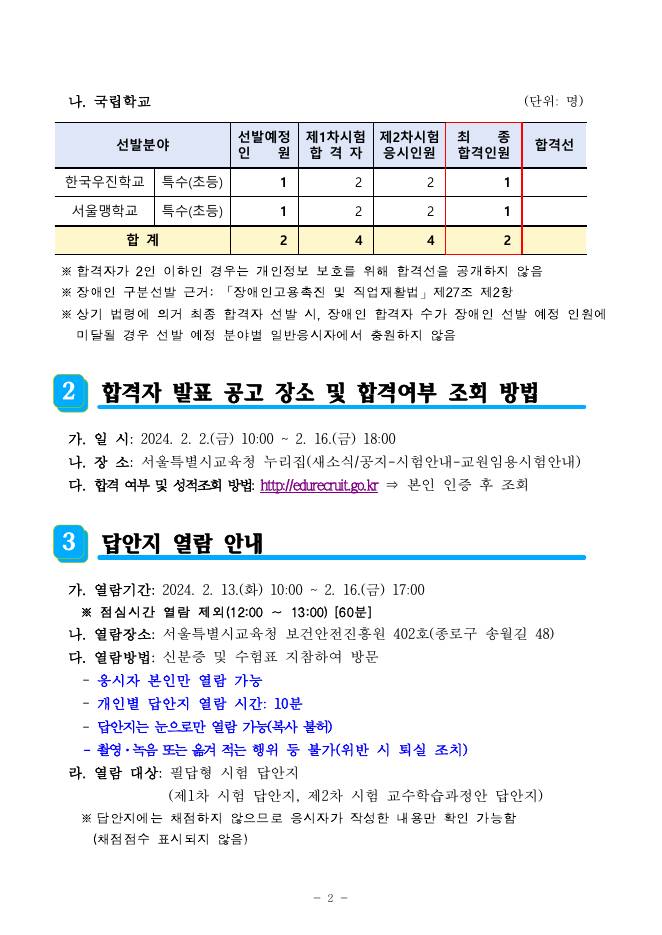 나. 국립학교 (단위: 명)
선발분야 선발예정 인 원 제1차시험 합 격 자 제2차시험 응시인원 최 종 합격인원 합격선
한국우진학교 특수(초등) 1 2 2 1
서울맹학교 특수(초등) 1 2 2 1
합 계 2 4 4 2
※ 합격자가 2인 이하인 경우는 개인정보 보호를 위해 합격선을 공개하지 않음
※ 장애인 구분선발 근거: 「장애인고용촉진 및 직업재활법」제27조 제2항
※ 상기 법령에 의거 최종 합격자 선발 시, 장애인 합격자 수가 장애인 선발 예정 인원에
미달될 경우 선발 예정 분야별 일반응시자에서 충원하지 않음
2 합격자 발표 공고 장소 및 합격여부 조회 방법
가. 일 시: 2024. 2. 2.(금) 10:00 ~ 2. 16.(금) 18:00
나. 장 소: 서울특별시교육청 누리집(새소식/공지-시험안내-교원임용시험안내)
다. 합격 여부 및 성적조회 방법: http://edurecruit.go.kr ⇒ 본인 인증 후 조회
3 답안지 열람 안내
가. 열람기간: 2024. 2. 13.(화) 10:00 ~ 2. 16.(금) 17:00
※ 점심시간 열람 제외(12:00 ~ 13:00) [60분]
나. 열람장소: 서울특별시교육청 보건안전진흥원 402호(종로구 송월길 48)
다. 열람방법: 신분증 및 수험표 지참하여 방문
- 응시자 본인만 열람 가능
- 개인별 답안지 열람 시간: 10분
- 답안지는 눈으로만 열람 가능(복사 불허)
- 촬영·녹음 또는 옮겨 적는 행위 등 불가(위반 시 퇴실 조치)
라. 열람 대상: 필답형 시험 답안지
(제1차 시험 답안지, 제2차 시험 교수학습과정안 답안지)
※ 답안지에는 채점하지 않으므로 응시자가 작성한 내용만 확인 가능함
(채점점수 표시되지 않음)
- 2 -